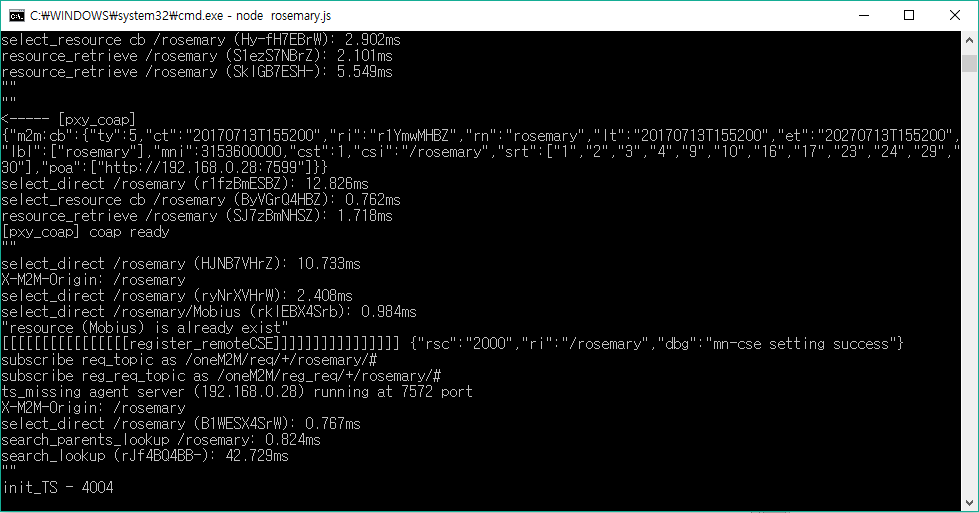 C:₩WINDOWS₩system32₩cmd.exe - node  rosemary.js
select_resource cb /rosemary (Hy-fH7EBrW): 2.902ms
resource_retrieve /rosemary (S1ezS7NBrZ): 2.101ms
resource_retrieve /rosemary (SklGB7ESH-): 5.549ms
""
""
<----- [pxy_coap]
{"m2m:cb":{"ty":5,"ct":"20170713T155200","ri":"r1YmwMHBZ","rn":"rosemary","lt":"20170713T155200","et":"20270713T155200",
"lbl":["rosemary"],"mni":3153600000,"cst":1,"csi":"/rosemary","srt":["1","2","3","4","9","10","16","17","23","24","29","
30"],"poa":["http://192.168.0.28:7599"]}}
select_direct /rosemary (r1fzBmESBZ): 12.826ms
select_resource cb /rosemary (ByVGrQ4HBZ): 0.762ms
resource_retrieve /rosemary (SJ7zBmNHSZ): 1.718ms
[pxy_coap] coap ready
""
select_direct /rosemary (HJNB7VHrZ): 10.733ms
X-M2M-Origin: /rosemary
select_direct /rosemary (ryNrXVHrW): 2.408ms
select_direct /rosemary/Mobius (rklEBX4Srb): 0.984ms
"resource (Mobius) is already exist"
[[[[[[[[[[[[[[[[register_remoteCSE]]]]]]]]]]]]]]]] {"rsc":"2000","ri":"/rosemary","dbg":"mn-cse setting success"}
subscribe req_topic as /oneM2M/req/+/rosemary/#
subscribe reg_req_topic as /oneM2M/reg_req/+/rosemary/#
ts_missing agent server (192.168.0.28) running at 7572 port
X-M2M-Origin: /rosemary
select_direct /rosemary (B1WESX4SrW): 0.767ms
search_parents_lookup /rosemary: 0.824ms
search_lookup (rJf4BQ4BB-): 42.729ms
""
init_TS - 4004